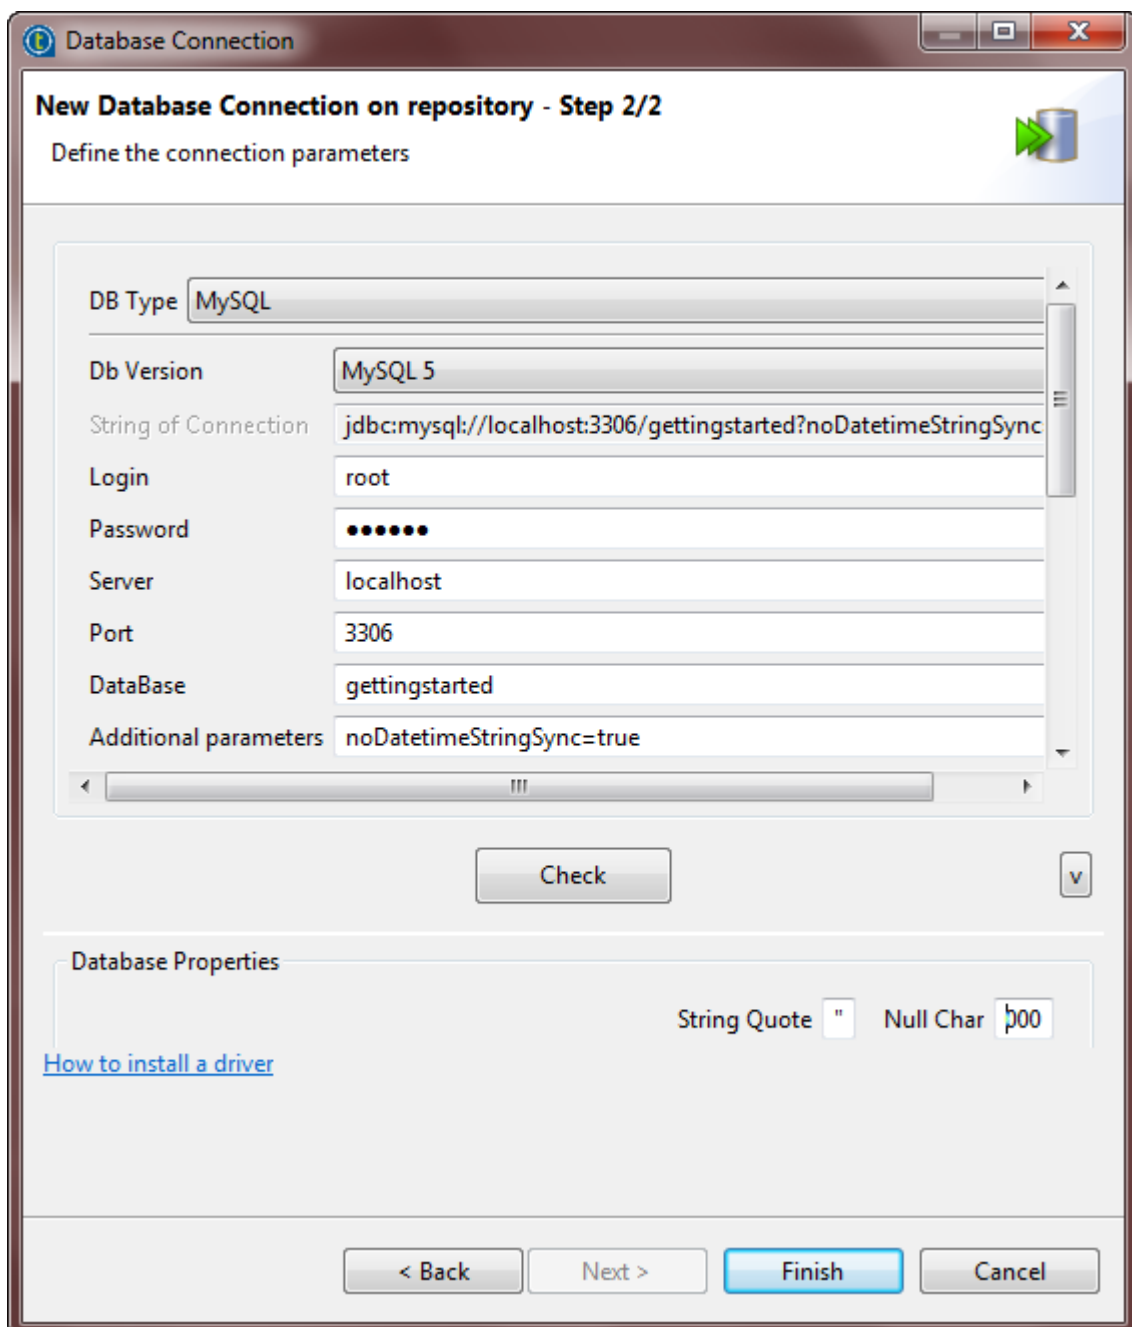 Database Connection
New Database Connection on repository - Step 2/2
Define the connection parameters
DB Type MySQL
Db Version MySQL 5
String of Connection jdbc:mysql://localhost:3306/gettingstarted?noDatetimeStringSync
Login root
Password ••••••
Server localhost
Port 3306
DataBase gettingstarted
Additional parameters noDatetimeStringSync=true
Check v
Database Properties
String Quote " Null Char 000
How to install a driver
< Back Next > Finish Cancel